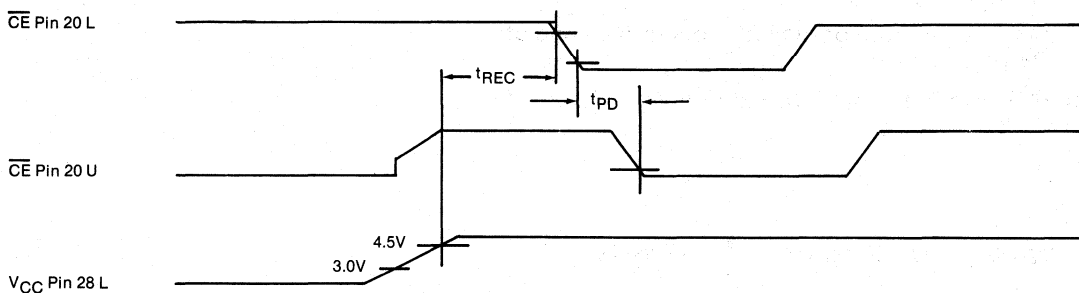 CE Pin 20 L
tREC
tPD
CE Pin 20 U
4.5V
3.0V
VCC Pin 28 L